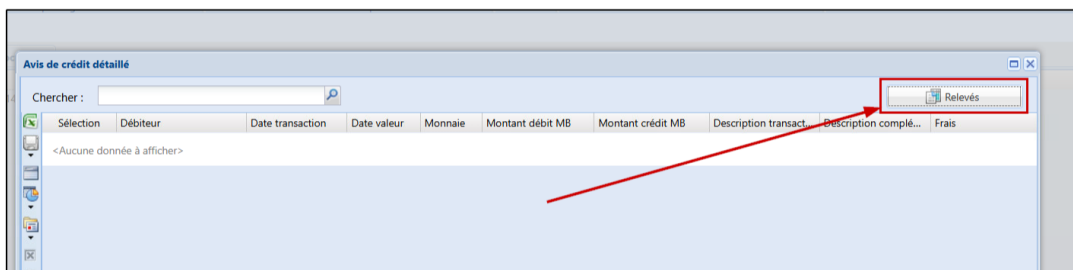 Avis de crédit détaillé
Chercher :
Relevés
Sélection Débiteur Date transaction Date valeur Monnaie Montant débit MB Montant crédit MB Description transact... Description complé... Frais
<Aucune donnée à afficher>